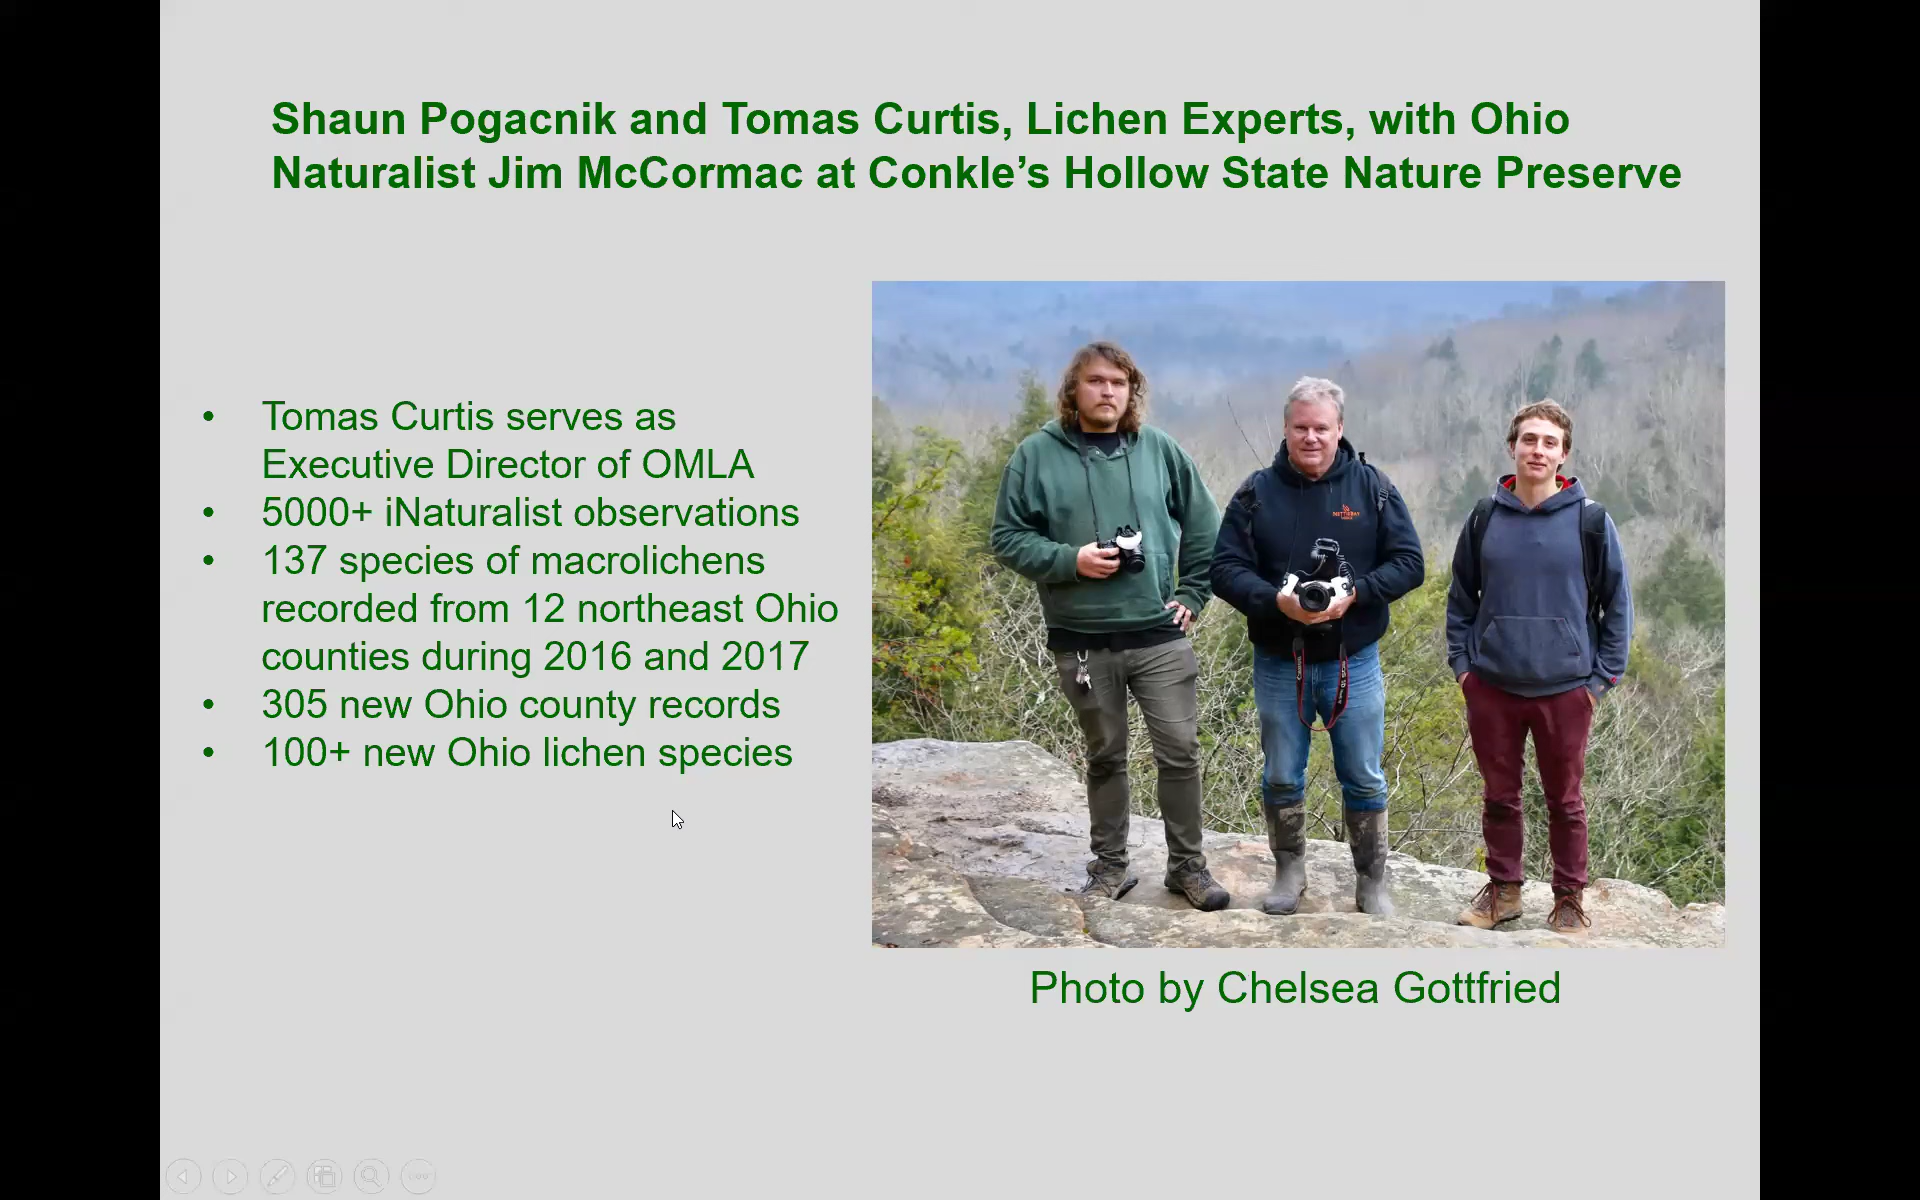 Shaun Pogacnik and Tomas Curtis, Lichen Experts, with Ohio
Naturalist Jim McCormac at Conkle’s Hollow State Nature Preserve
• Tomas Curtis serves as
Executive Director of OMLA
• 5000+ iNaturalist observations
• 137 species of macrolichens
recorded from 12 northeast Ohio
counties during 2016 and 2017
• 305 new Ohio county records
• 100+ new Ohio lichen species
Photo by Chelsea Gottfried